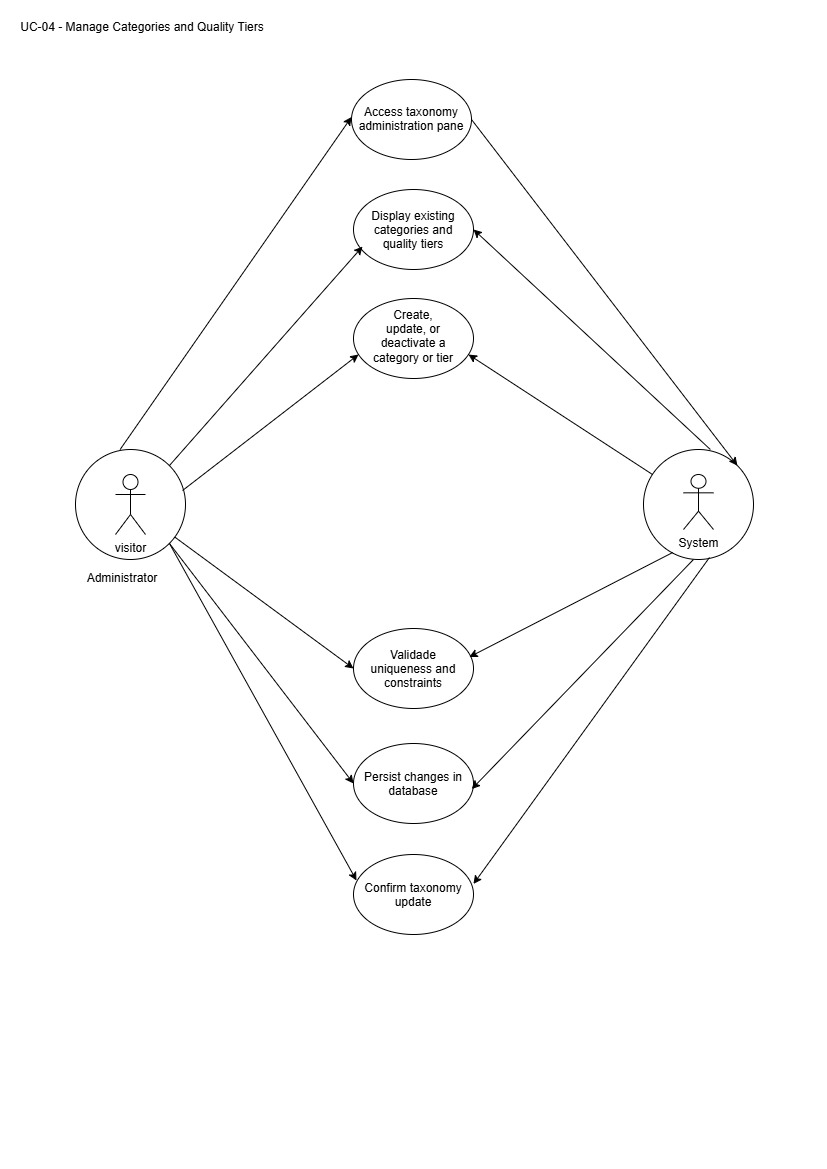 UC-04 - Manage Categories and Quality Tiers
Access taxonomy
administration pane
Display existing
categories and
quality tiers
Create,
update, or
deactivate a
category or tier
visitor
Administrator
System
Validade
uniqueness and
constraints
Persist changes in
database
Confirm taxonomy
update